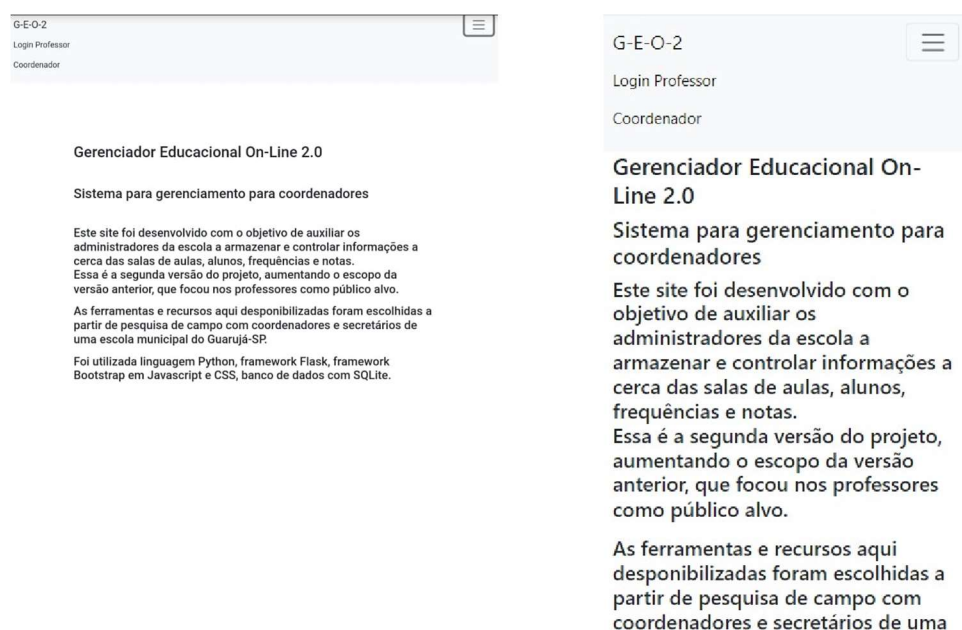 G-E-O-2
Login Professor
Coordenador
Gerenciador Educacional On-Line 2.0
Sistema para gerenciamento para coordenadores
Este site foi desenvolvido com o objetivo de auxiliar os
administradores da escola a armazenar e controlar informações a
cerca das salas de aulas, alunos, frequências e notas.
Essa é a segunda versão do projeto, aumentando o escopo da
versão anterior, que focou nos professores como público alvo.
As ferramentas e recursos aqui desponibilizadas foram escolhidas a
partir de pesquisa de campo com coordenadores e secretários de
uma escola municipal do Guarujá-SP.
Foi utilizada linguagem Python, framework Flask, framework
Bootstrap em Javascript e CSS, banco de dados com SQLite.
G-E-O-2
Login Professor
Coordenador
Gerenciador Educacional On-
Line 2.0
Sistema para gerenciamento para
coordenadores
Este site foi desenvolvido com o
objetivo de auxiliar os
administradores da escola a
armazenar e controlar informações a
cerca das salas de aulas, alunos,
frequências e notas.
Essa é a segunda versão do projeto,
aumentando o escopo da versão
anterior, que focou nos professores
como público alvo.
As ferramentas e recursos aqui
desponibilizadas foram escolhidas a
partir de pesquisa de campo com
coordenadores e secretários de uma